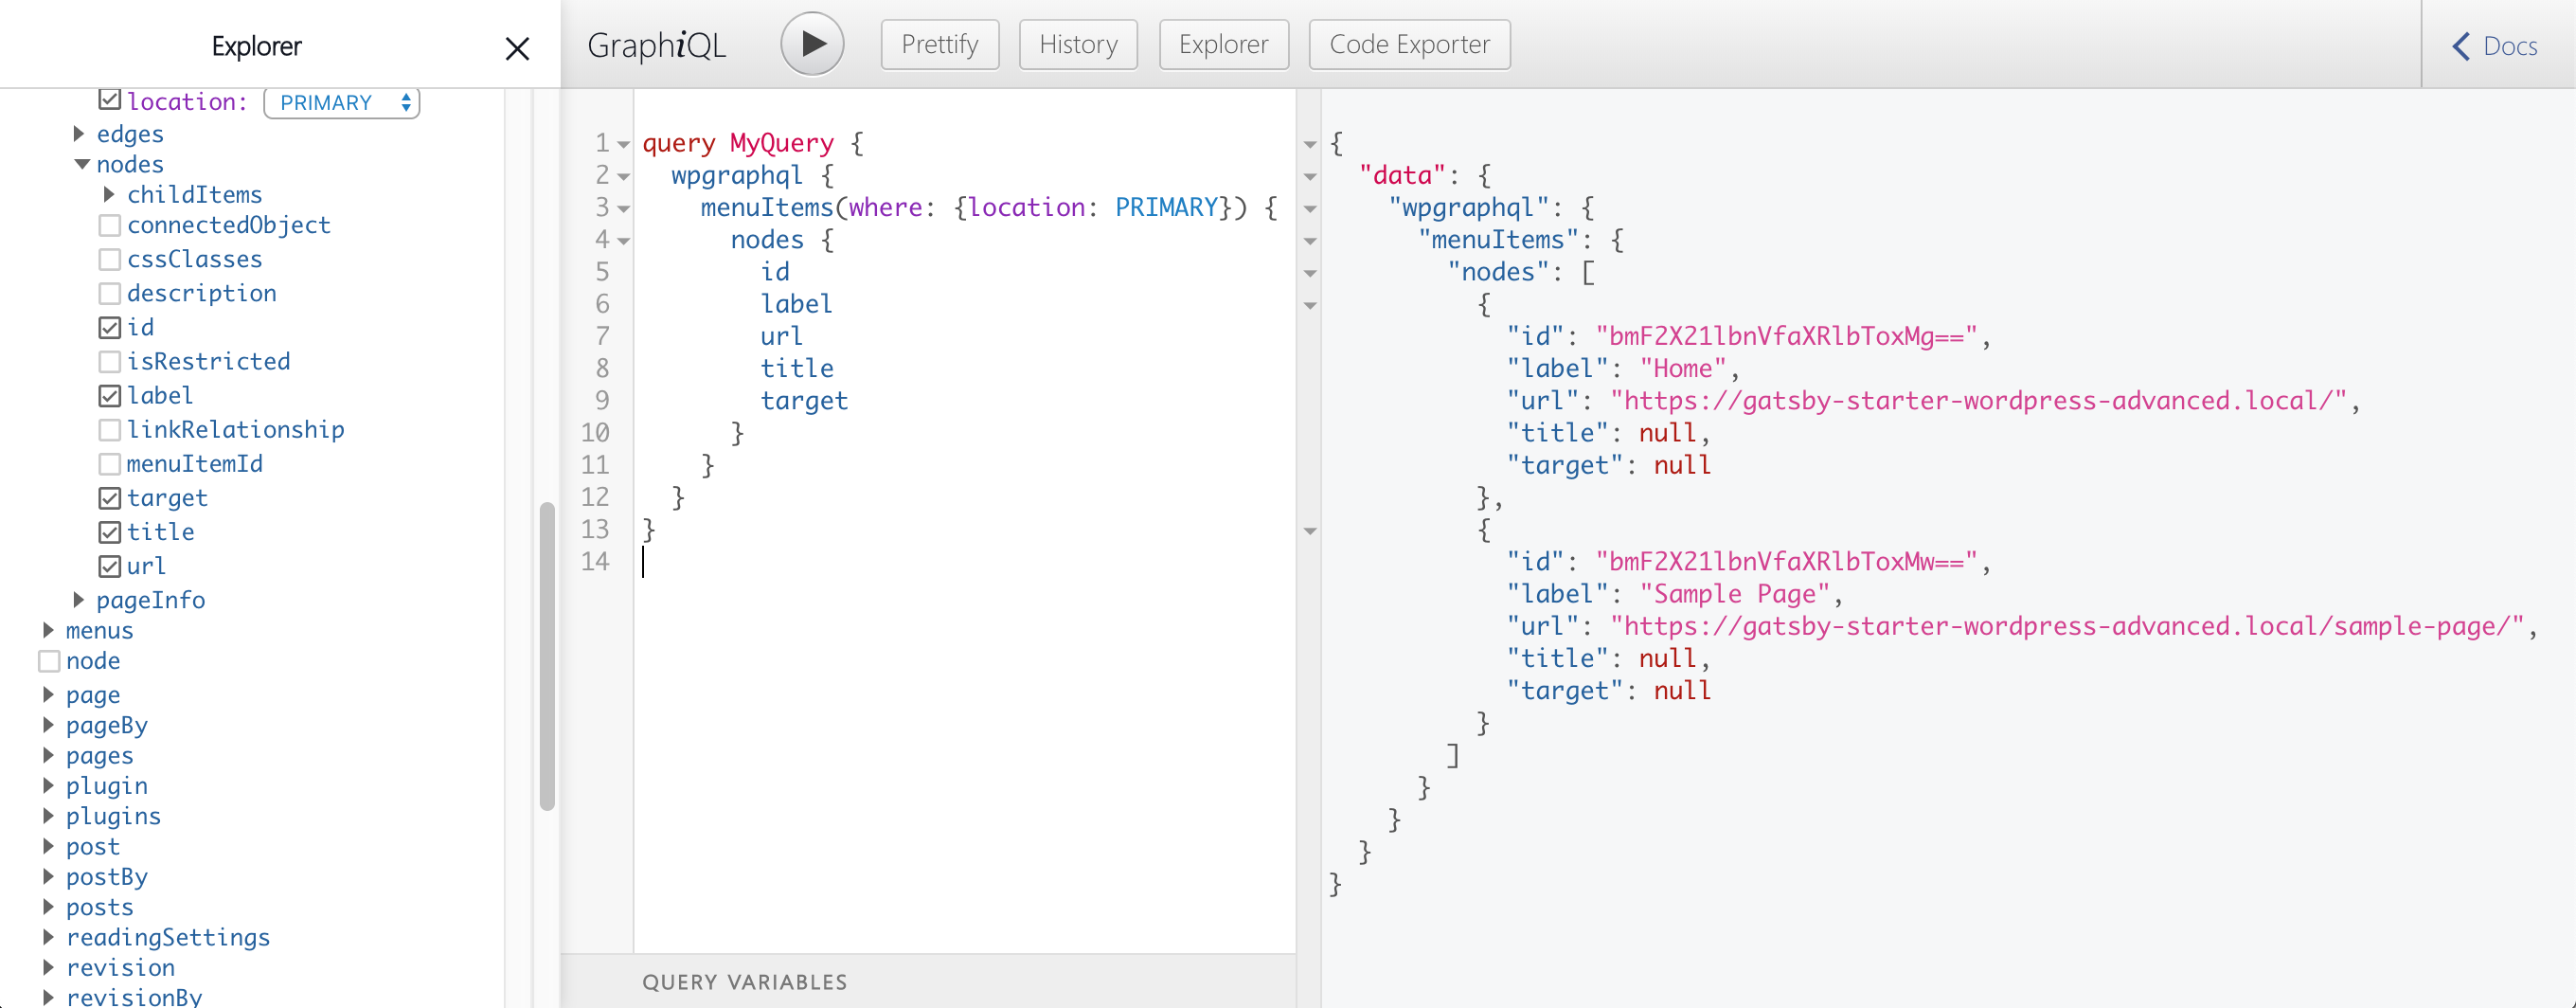 Explorer
GraphiQL
Prettify
History
Explorer
Code Exporter
Docs
location: PRIMARY
edges
nodes
childItems
connectedObject
cssClasses
description
id
isRestricted
label
linkRelationship
menuItemId
target
title
url
pageInfo
menus
node
page
pageBy
pages
plugin
plugins
post
postBy
posts
readingSettings
revision
revisionBy
1 query MyQuery {
2 wpgraphql {
3 menuItems(where: {location: PRIMARY}) {
4 nodes {
5 id
6 label
7 url
8 title
9 target
10 }
11 }
12 }
13 }
14
QUERY VARIABLES
{
"data": {
"wpgraphql": {
"menuItems": {
"nodes": [
{
"id": "bmF2X21lbnVfaXRlbToxMg==",
"label": "Home",
"url": "https://gatsby-starter-wordpress-advanced.local/",
"title": null,
"target": null
},
{
"id": "bmF2X21lbnVfaXRlbToxMw==",
"label": "Sample Page",
"url": "https://gatsby-starter-wordpress-advanced.local/sample-page/",
"title": null,
"target": null
}
]
}
}
}
}